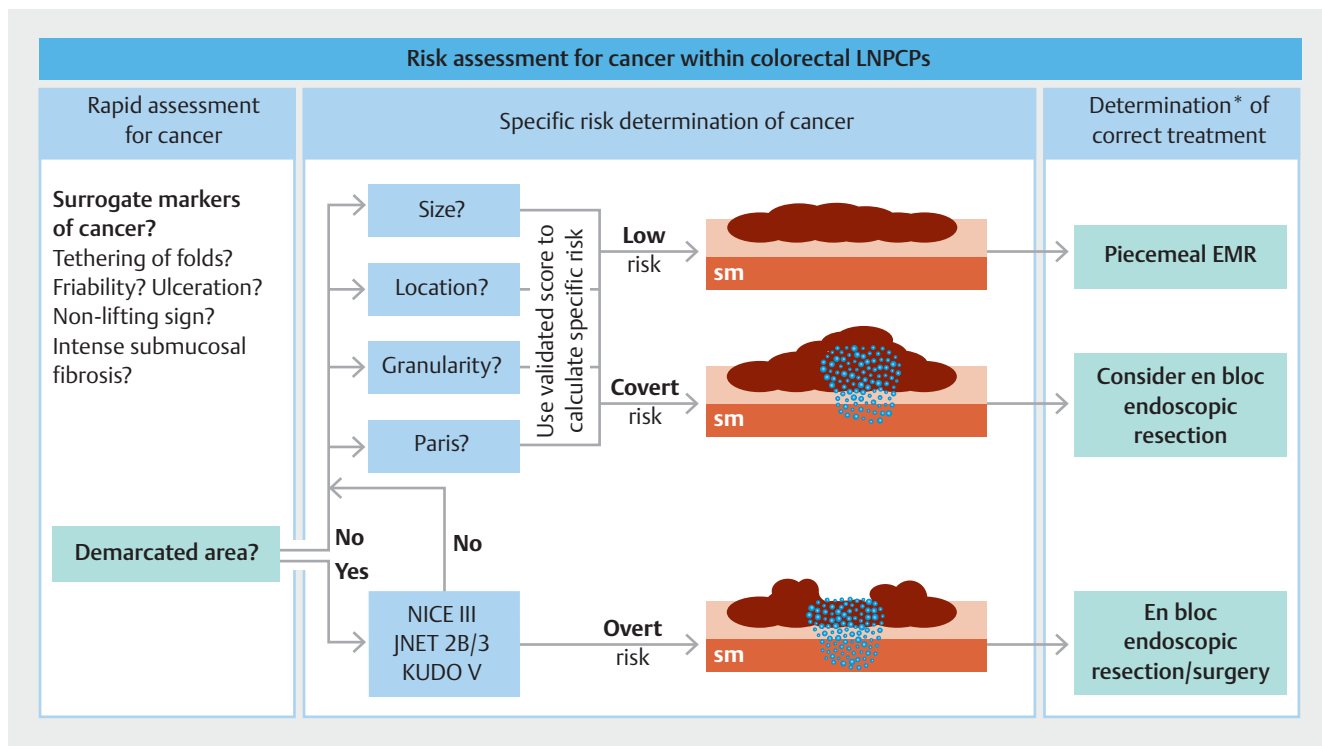 Risk assessment for cancer within colorectal LNPCPs
Rapid assessment
for cancer
Specific risk determination of cancer
Determination* of
correct treatment
Surrogate markers
of cancer?
Tethering of folds?
Friability? Ulceration?
Non-lifting sign?
Intense submucosal
fibrosis?
Demarcated area?
No
Yes
Size?
Location?
Granularity?
Paris?
No
NICE III
JNET 2B/3
KUDO V
Use validated score to
calculate specific risk
Low
risk
sm
Piecemeal EMR
Covert
risk
sm
Consider en bloc
endoscopic
resection
Overt
risk
sm
En bloc
endoscopic
resection/surgery